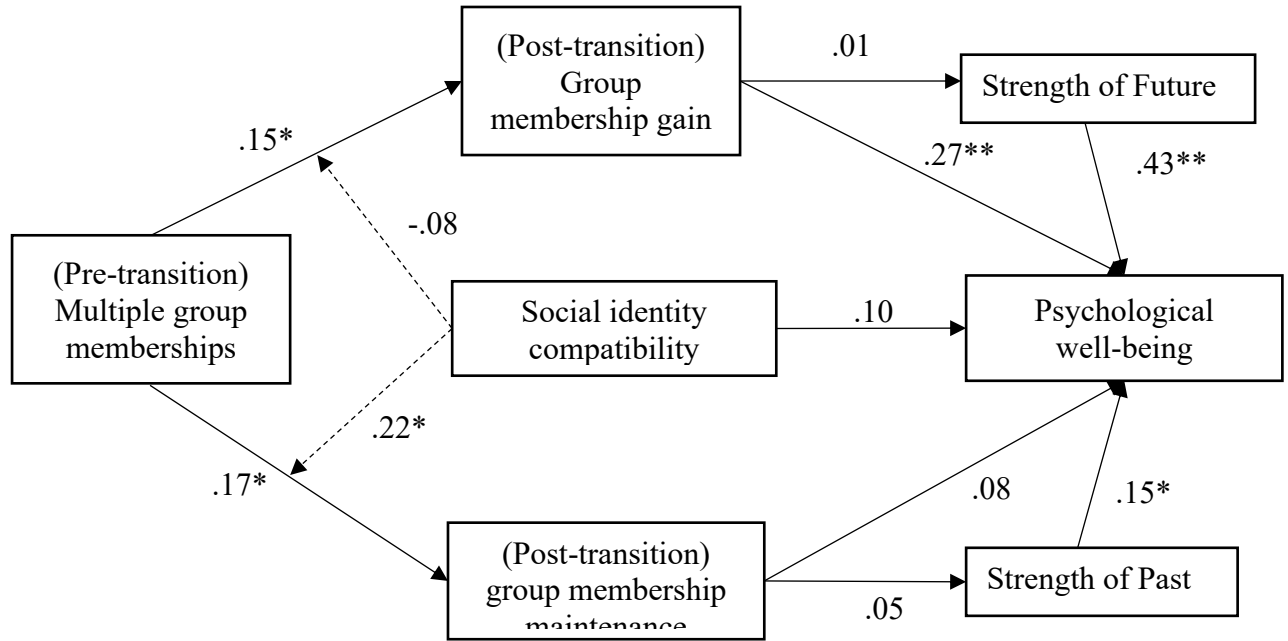 (Post-transition)
Group
membership gain
.01
Strength of Future
.15*
.27**
.43**
-.08
(Pre-transition)
Multiple group
memberships
Social identity
compatibility
.10
Psychological
well-being
.22*
.17*
.08
.15*
(Post-transition)
group membership
maintenance
Strength of Past
.05